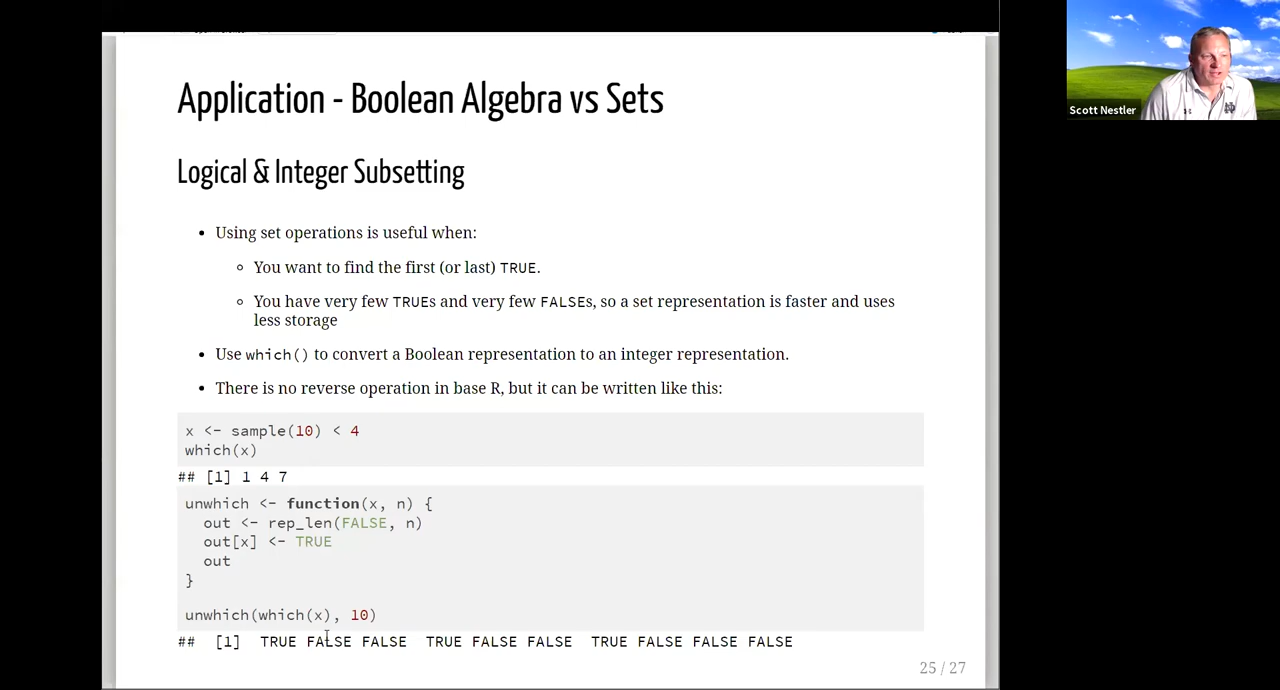 Application - Boolean Algebra vs Sets
Scott Nestler
Logical & Integer Subsetting
• Using set operations is useful when:
◦ You want to find the first (or last) TRUE.
◦ You have very few TRUEs and very few FALSEs, so a set representation is faster and uses
less storage
• Use which() to convert a Boolean representation to an integer representation.
• There is no reverse operation in base R, but it can be written like this:
x <- sample(10) < 4
which(x)
## [1] 1 4 7
unwhich <- function(x, n) {
  out <- rep_len(FALSE, n)
  out[x] <- TRUE
  out
}
unwhich(which(x), 10)
##  [1]  TRUE FALSE FALSE  TRUE FALSE FALSE  TRUE FALSE FALSE FALSE
25 / 27